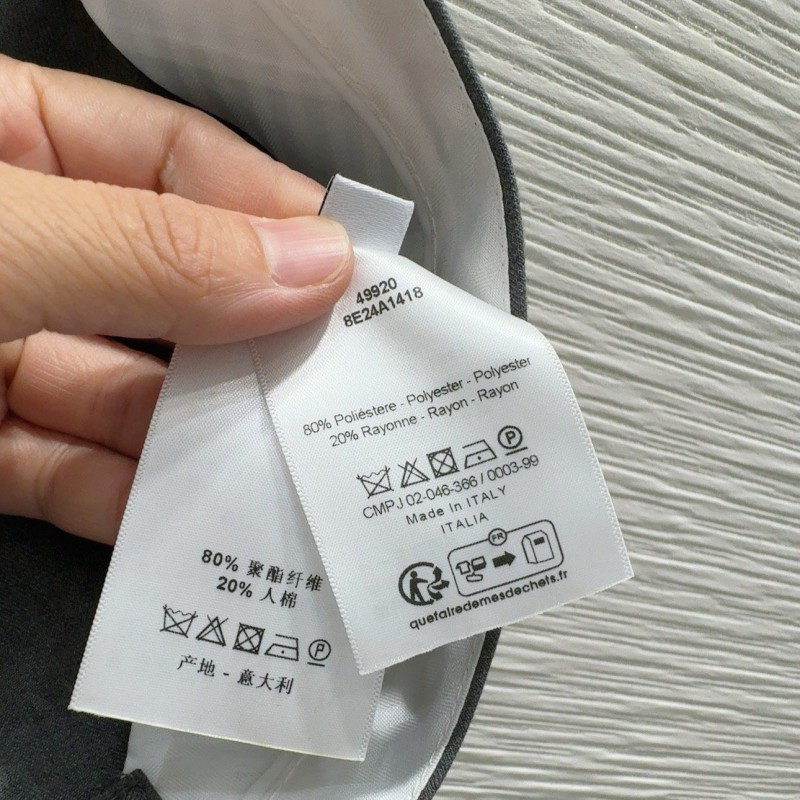 49920
8E24A1418
80% Poliéstere - Polyester - Polyester
20% Rayonne - Rayon - Rayon
P
CMPJ 02-046-366 / 0003-99
Made in ITALY
ITALIA
FR
quefairedemesdechets.fr
80% 聚酯纤维
20% 人棉
P
产地 - 意大利